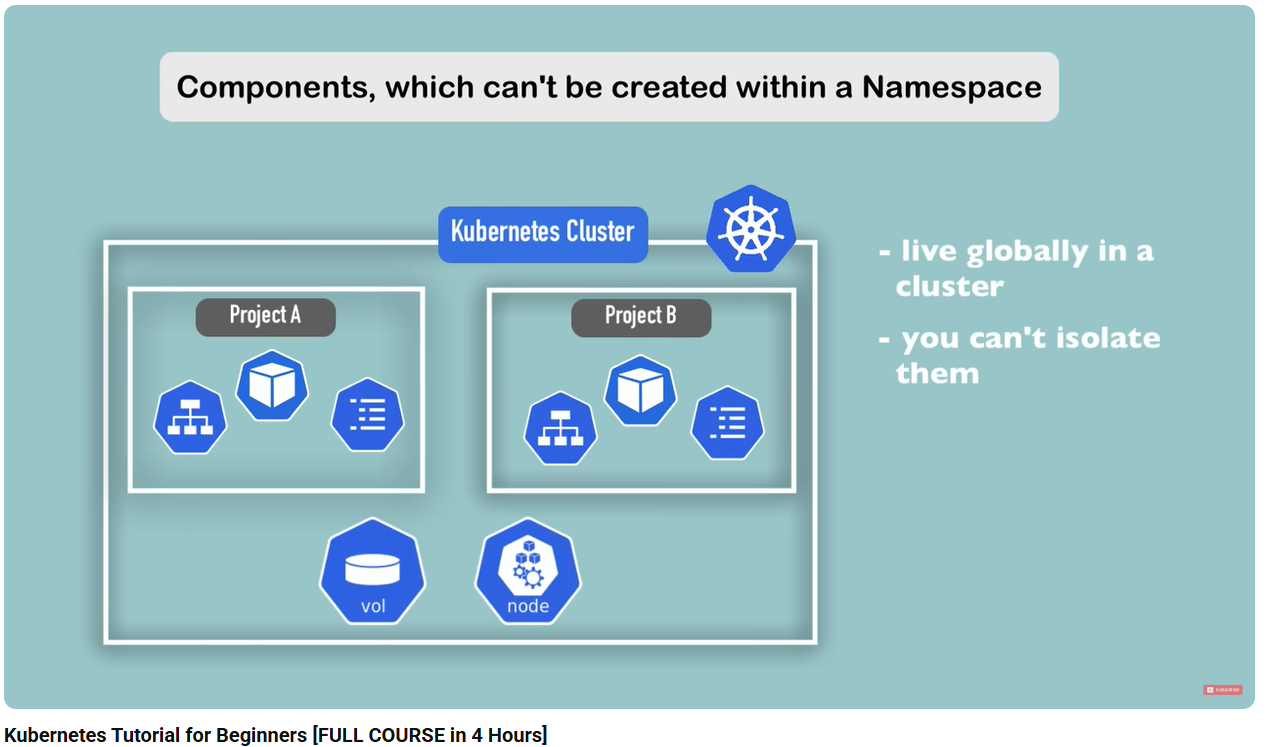 Components, which can't be created within a Namespace
Kubernetes Cluster
- live globally in a
cluster
- you can't isolate
them
Project A
Project B
vol
node
SUBSCRIBE
Kubernetes Tutorial for Beginners [FULL COURSE in 4 Hours]